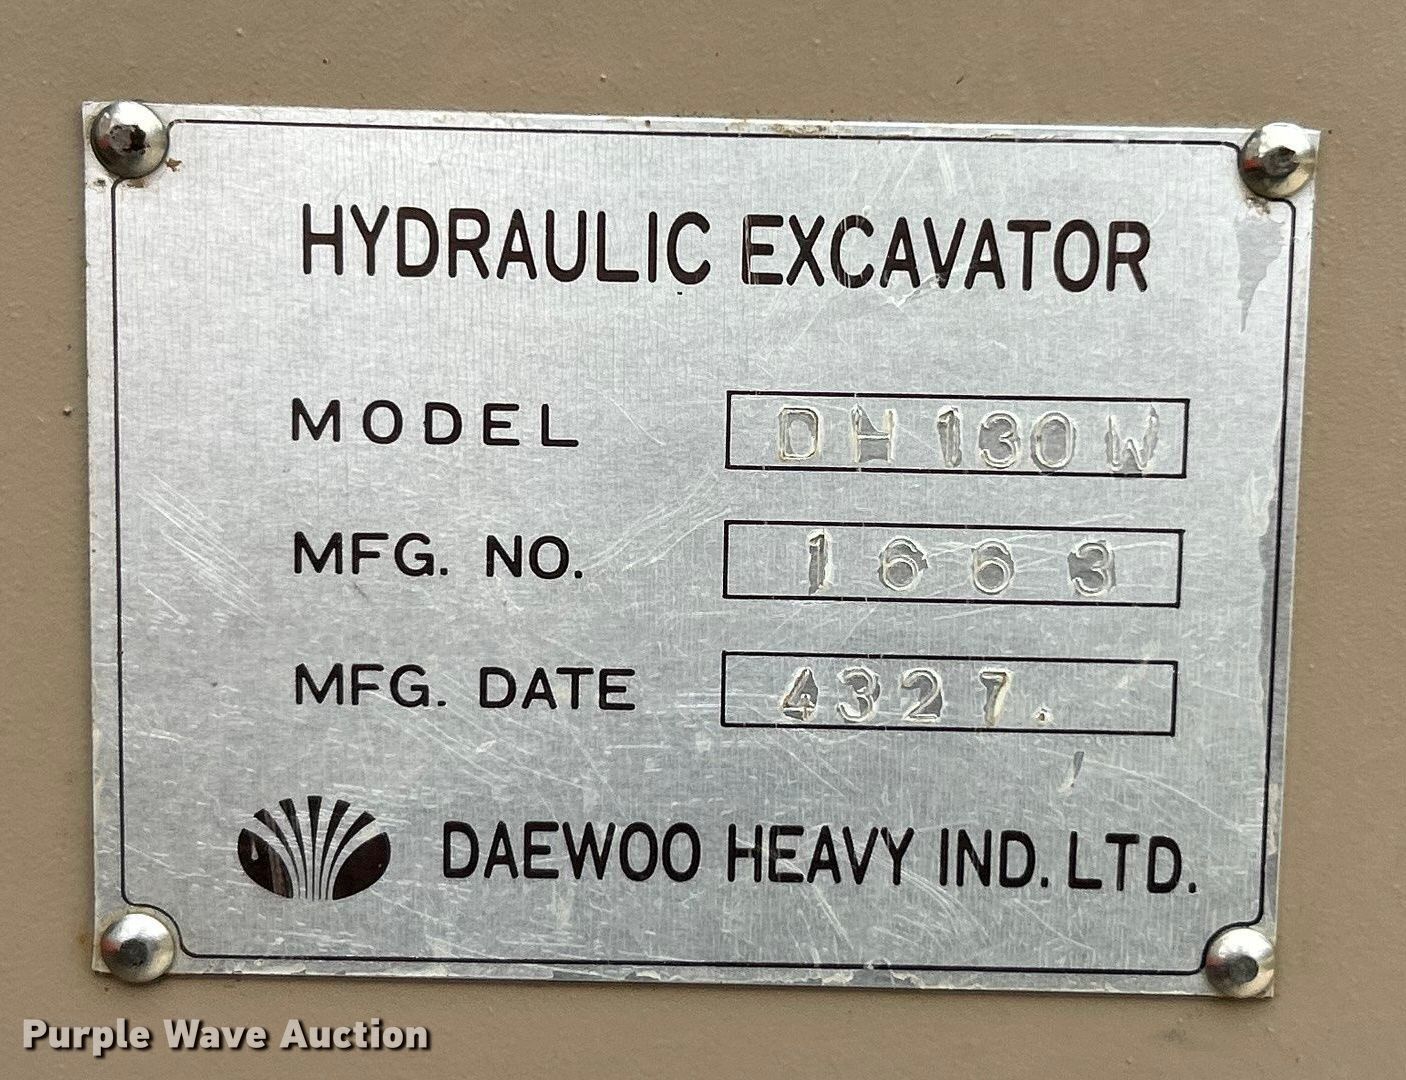 HYDRAULIC EXCAVATOR
MODEL DH130W
MFG. NO. 1663
MFG. DATE 4327.
DAEWOO HEAVY IND. LTD.
Purple Wave Auction